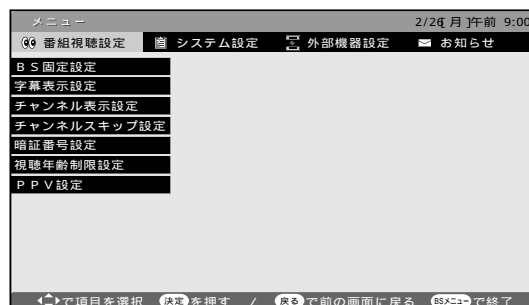 メニュー 2/26[月]午前 9:00
番組視聴設定 システム設定 外部機器設定 お知らせ
ＢＳ固定設定
字幕表示設定
チャンネル表示設定
チャンネルスキップ設定
暗証番号設定
視聴年齢制限設定
ＰＰＶ設定
で項目を選択 決定を押す / 戻るで前の画面に戻る BSメニューで終了